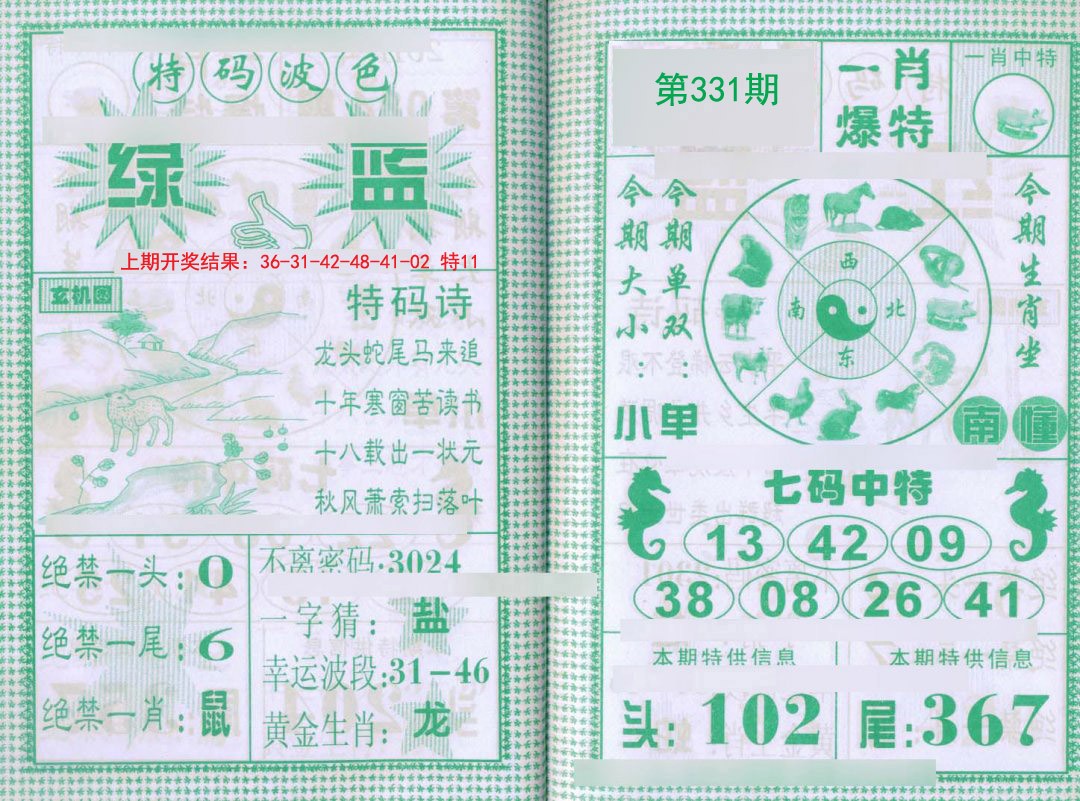 特码波色
绿 蓝
上期开奖结果：36-31-42-48-41-02 特11
玄机图
特码诗
龙头蛇尾马来追
十年寒窗苦读书
十八载出一状元
秋风萧索扫落叶
绝禁一头：0
绝禁一尾：6
绝禁一肖：鼠
不离密码：3024
一字猜：盐
幸运波段：31-46
黄金生肖：龙
第331期
一肖
爆特
一肖中特
今期大小：小
今期单双：单
西
南 北
东
今期生肖坐
南
七码中特
13 42 09
38 08 26 41
本期特供信息 本期特供信息
头：102 尾：367